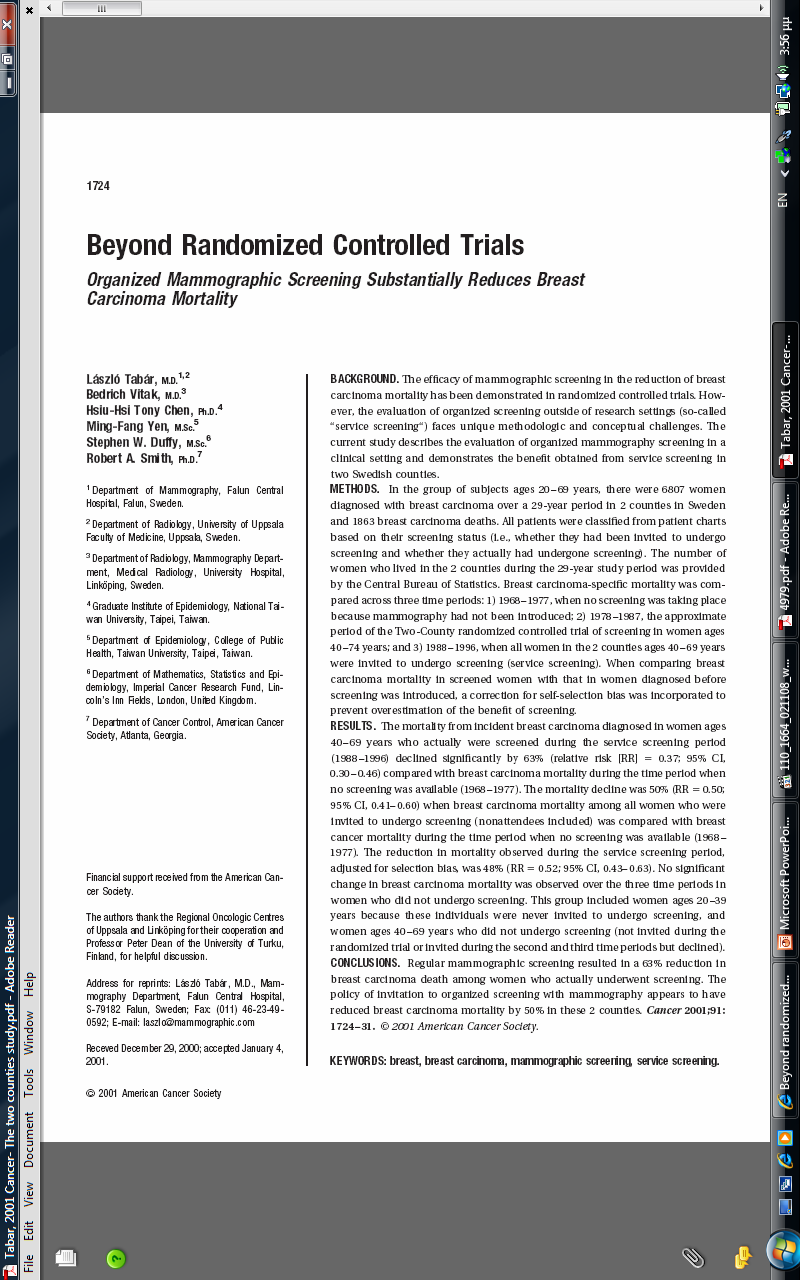 Tabar, 2001 Cancer- The two counties study.pdf - Adobe Reader
File Edit View Document Tools Window Help
1724
Beyond Randomized Controlled Trials
Organized Mammographic Screening Substantially Reduces Breast
Carcinoma Mortality
László Tabár, M.D.1,2
Bedrich Vitak, M.D.3
Hsiu-Hsi Tony Chen, Ph.D.4
Ming-Fang Yen, M.Sc.5
Stephen W. Duffy, M.Sc.6
Robert A. Smith, Ph.D.7
1 Department of Mammography, Falun Central
Hospital, Falun, Sweden.
2 Department of Radiology, University of Uppsala
Faculty of Medicine, Uppsala, Sweden.
3 Department of Radiology, Mammography Depart-
ment, Medical Radiology, University Hospital,
Linköping, Sweden.
4 Graduate Institute of Epidemiology, National Tai-
wan University, Taipei, Taiwan.
5 Department of Epidemiology, College of Public
Health, Taiwan University, Taipei, Taiwan.
6 Department of Mathematics, Statistics and Epi-
demiology, Imperial Cancer Research Fund, Lin-
coln's Inn Fields, London, United Kingdom.
7 Department of Cancer Control, American Cancer
Society, Atlanta, Georgia.
Financial support received from the American Can-
cer Society.
The authors thank the Regional Oncologic Centres
of Uppsala and Linköping for their cooperation and
Professor Peter Dean of the University of Turku,
Finland, for helpful discussion.
Address for reprints: László Tabár, M.D., Mam-
mography Department, Falun Central Hospital,
S-79182 Falun, Sweden; Fax: (011) 46-23-49-
0592; E-mail: laszlo@mammographic.com
Receved December 29, 2000; accepted January 4,
2001.
© 2001 American Cancer Society
BACKGROUND. The efficacy of mammographic screening in the reduction of breast
carcinoma mortality has been demonstrated in randomized controlled trials. How-
ever, the evaluation of organized screening outside of research settings (so-called
“service screening“) faces unique methodologic and conceptual challenges. The
current study describes the evaluation of organized mammography screening in a
clinical setting and demonstrates the benefit obtained from service screening in
two Swedish counties.
METHODS. In the group of subjects ages 20–69 years, there were 6807 women
diagnosed with breast carcinoma over a 29-year period in 2 counties in Sweden
and 1863 breast carcinoma deaths. All patients were classified from patient charts
based on their screening status (i.e., whether they had been invited to undergo
screening and whether they actually had undergone screening). The number of
women who lived in the 2 counties during the 29-year study period was provided
by the Central Bureau of Statistics. Breast carcinoma-specific mortality was com-
pared across three time periods: 1) 1968–1977, when no screening was taking place
because mammography had not been introduced; 2) 1978–1987, the approximate
period of the Two-County randomized controlled trial of screening in women ages
40–74 years; and 3) 1988–1996, when all women in the 2 counties ages 40–69 years
were invited to undergo screening (service screening). When comparing breast
carcinoma mortality in screened women with that in women diagnosed before
screening was introduced, a correction for self-selection bias was incorporated to
prevent overestimation of the benefit of screening.
RESULTS. The mortality from incident breast carcinoma diagnosed in women ages
40–69 years who actually were screened during the service screening period
(1988–1996) declined significantly by 63% (relative risk [RR] = 0.37; 95% CI,
0.30–0.46) compared with breast carcinoma mortality during the time period when
no screening was available (1968–1977). The mortality decline was 50% (RR = 0.50;
95% CI, 0.41–0.60) when breast carcinoma mortality among all women who were
invited to undergo screening (nonattendees included) was compared with breast
cancer mortality during the time period when no screening was available (1968–
1977). The reduction in mortality observed during the service screening period,
adjusted for selection bias, was 48% (RR = 0.52; 95% CI, 0.43–0.63). No significant
change in breast carcinoma mortality was observed over the three time periods in
women who did not undergo screening. This group included women ages 20–39
years because these individuals were never invited to undergo screening, and
women ages 40–69 years who did not undergo screening (not invited during the
randomized trial or invited during the second and third time periods but declined).
CONCLUSIONS. Regular mammographic screening resulted in a 63% reduction in
breast carcinoma death among women who actually underwent screening. The
policy of invitation to organized screening with mammography appears to have
reduced breast carcinoma mortality by 50% in these 2 counties. Cancer 2001;91:
1724–31. © 2001 American Cancer Society.
KEYWORDS: breast, breast carcinoma, mammographic screening, service screening.
Beyond randomized...
Microsoft PowerPoi...
110_1664_021108_w...
4979.pdf - Adobe Re...
Tabar, 2001 Cancer-...
EN
3:56 μμ